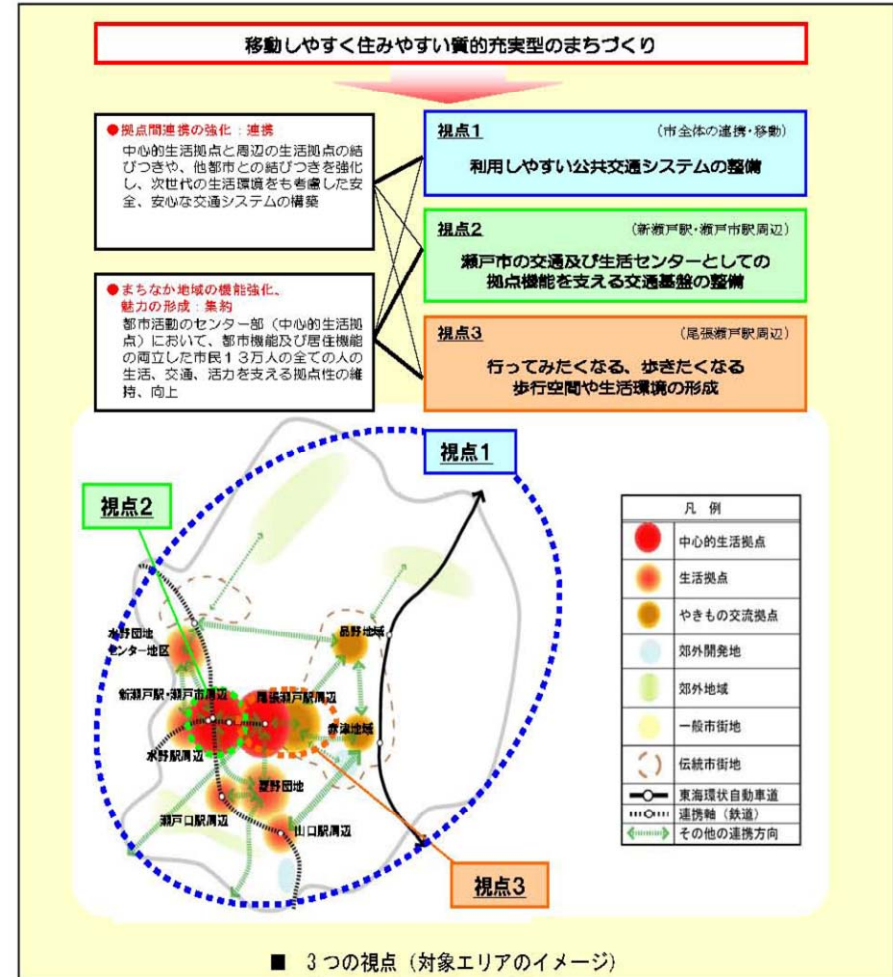 移動しやすく住みやすい質的充実型のまちづくり
●拠点間連携の強化：連携
中心的生活拠点と周辺の生活拠点の結
びつきや、他都市との結びつきを強化
し、次世代の生活環境をも考慮した安
全、安心な交通システムの構築
●まちなか地域の機能強化、
魅力の形成：集約
都市活動のセンター部（中心的生活拠
点）において、都市機能及び居住機能
の両立した市民１３万人の全ての人の
生活、交通、活力を支える拠点性の維
持、向上
視点1 （市全体の連携・移動）
利用しやすい公共交通システムの整備
視点2 （新瀬戸駅・瀬戸市駅周辺）
瀬戸市の交通及び生活センターとしての
拠点機能を支える交通基盤の整備
視点3 （尾張瀬戸駅周辺）
行ってみたくなる、歩きたくなる
歩行空間や生活環境の形成
視点1
視点2
水野団地
センター地区
品野地域
新瀬戸駅・瀬戸市周辺
尾張瀬戸駅周辺
赤津地域
水野駅周辺
菱野団地
瀬戸口駅周辺
山口駅周辺
視点3
凡 例
中心的生活拠点
生活拠点
やきもの交流拠点
郊外開発地
郊外地域
一般市街地
伝統市街地
東海環状自動車道
連携軸（鉄道）
その他の連携方向
■ ３つの視点（対象エリアのイメージ）